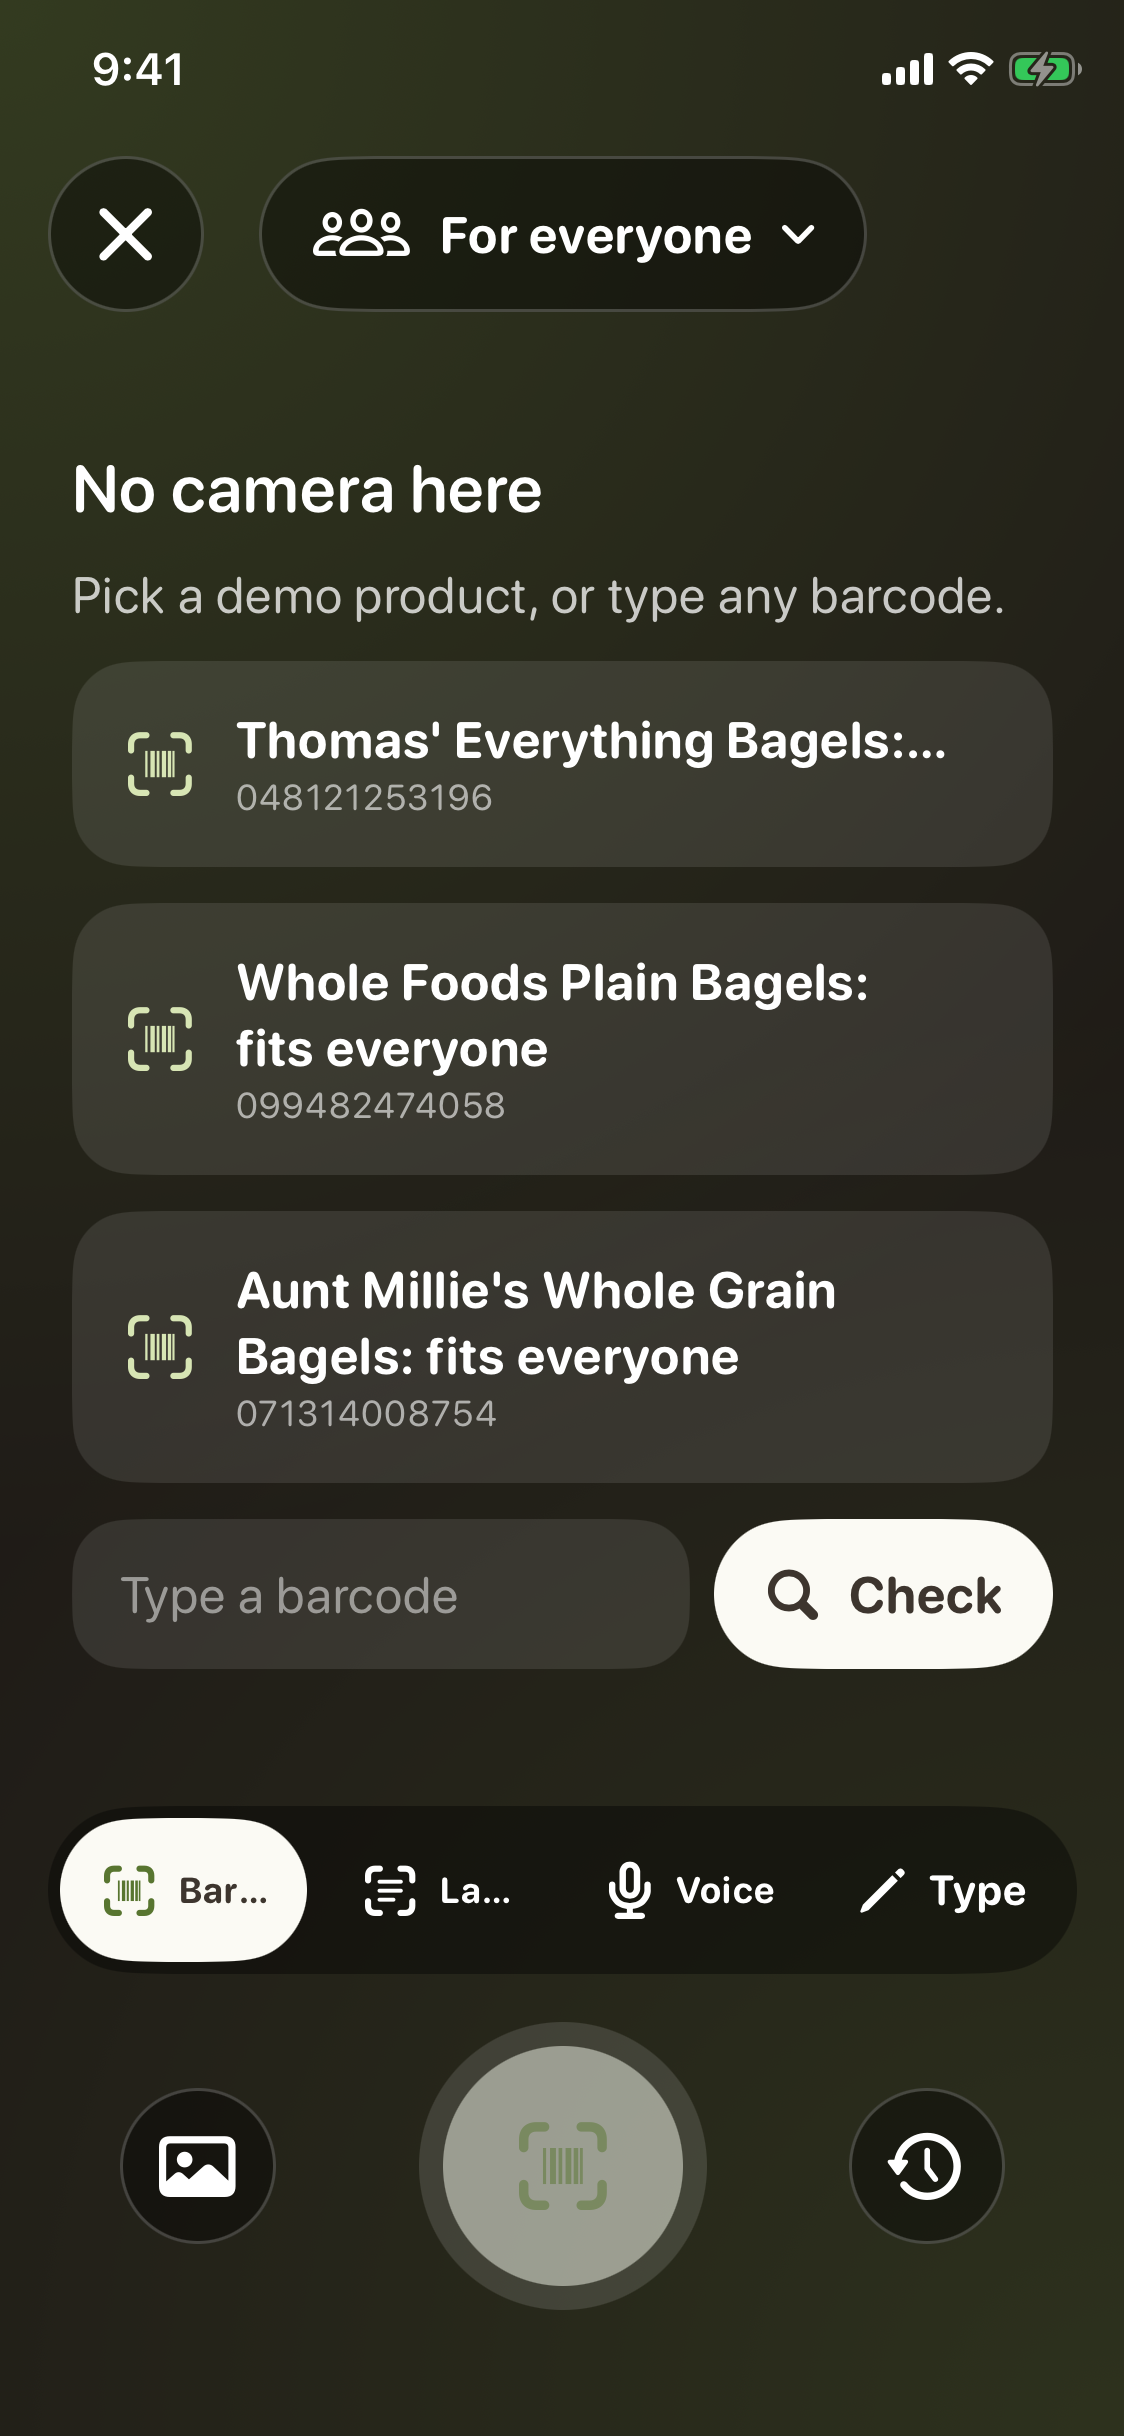 9:41
For everyone
No camera here
Pick a demo product, or type any barcode.
Thomas' Everything Bagels:...
048121253196
Whole Foods Plain Bagels:
fits everyone
099482474058
Aunt Millie's Whole Grain
Bagels: fits everyone
071314008754
Type a barcode
Check
Bar...
La...
Voice
Type